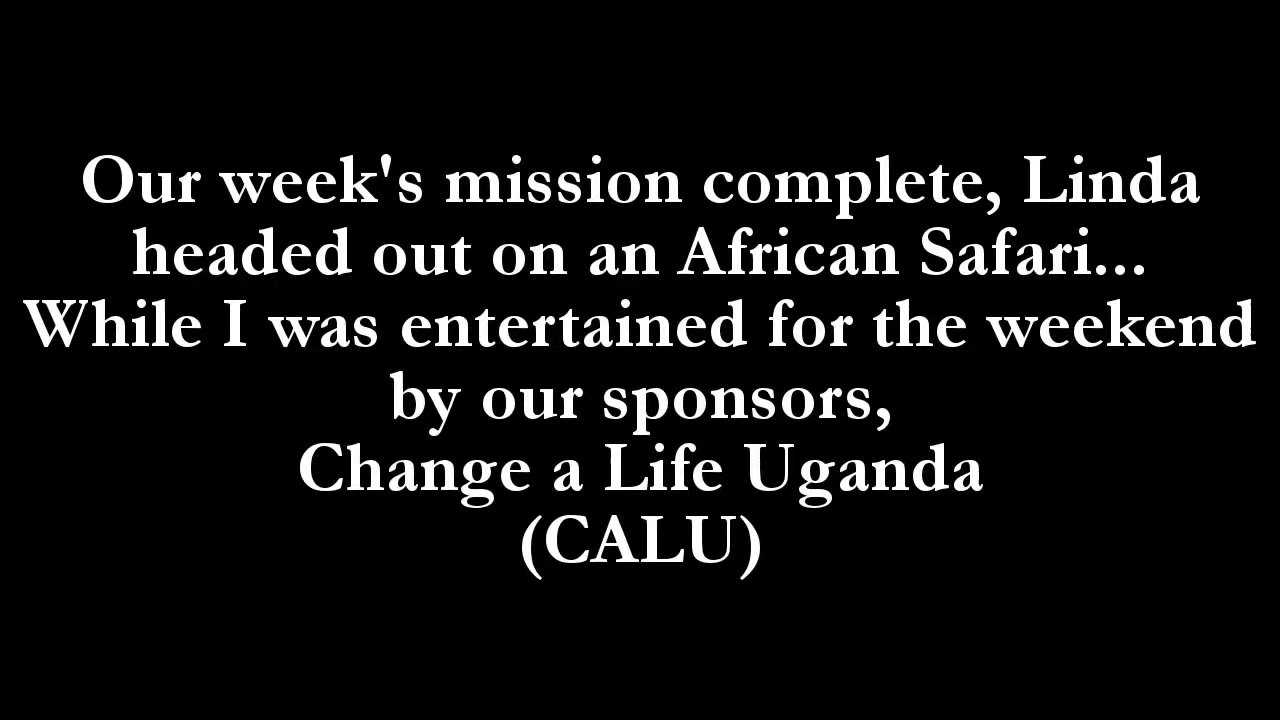 Our week's mission complete, Linda
headed out on an African Safari...
While I was entertained for the weekend
by our sponsors,
Change a Life Uganda
(CALU)